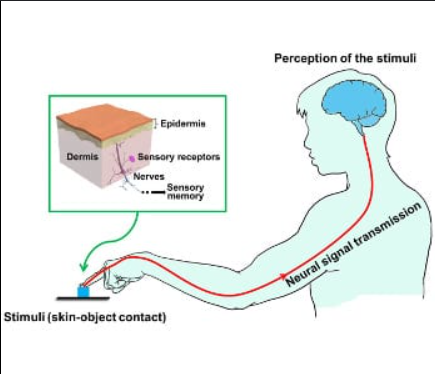 Perception of the stimuli
Epidermis
Dermis
Sensory receptors
Nerves
Sensory
memory
Neural signal transmission
Stimuli (skin-object contact)